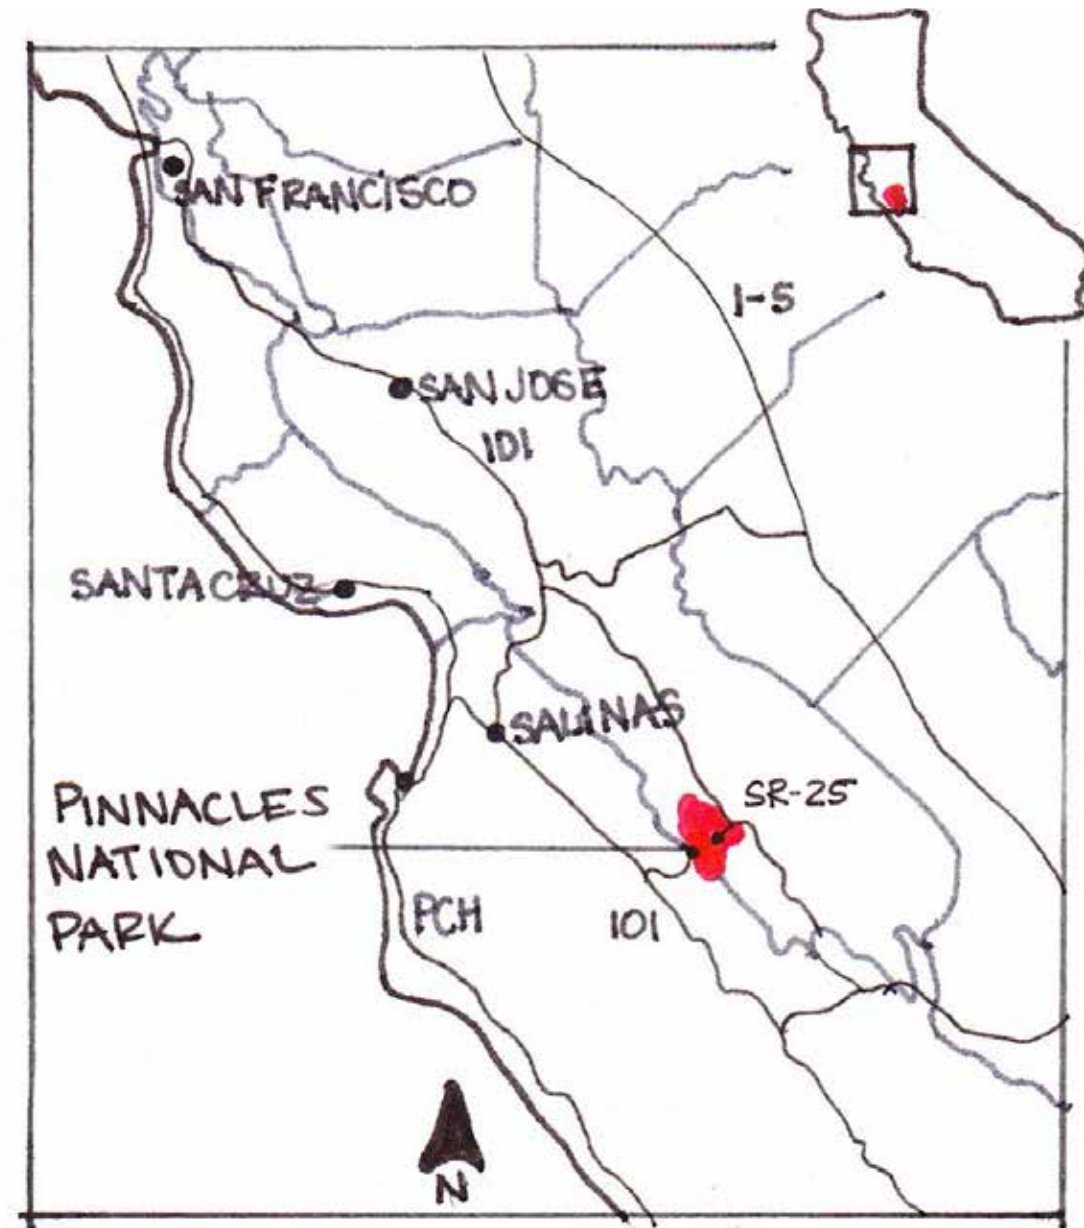 SAN FRANCISCO
I-5
SAN JOSE
101
SANTA CRUZ
SALINAS
SR-25
PINNACLES
NATIONAL
PARK
PCH
101
N